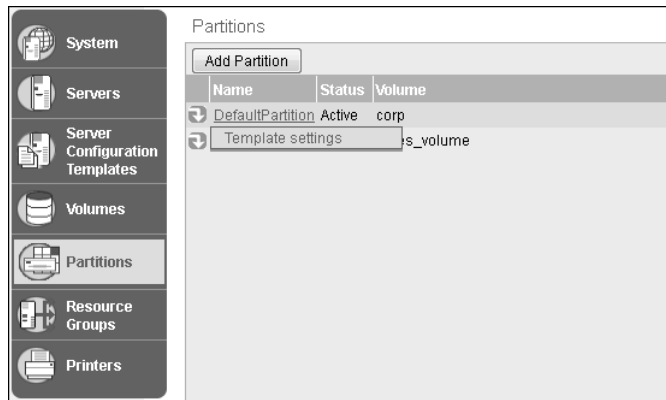 Partitions
System
Add Partition
Name Status Volume
Servers
DefaultPartition Active corp
Template settings
s_volume
Server
Configuration
Templates
Volumes
Partitions
Resource
Groups
Printers